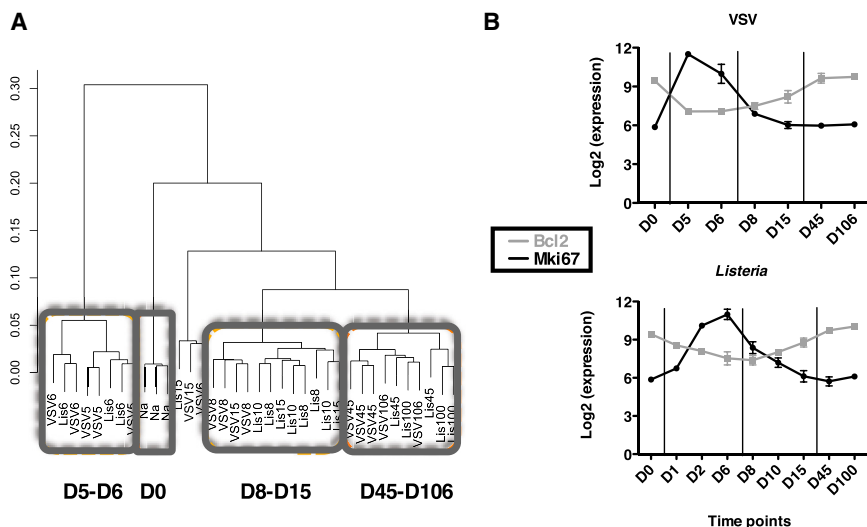 A
0.30
0.25
0.20
0.15
0.10
0.05
0.00
VSV6
Lis6
VSV6
VSV5
VSV5
Lis6
Lis6
VSV5
Na
Na
Na
Lis15
VSV15
VSV6
VSV8
VSV8
VSV15
VSV8
Lis10
Lis8
Lis15
Lis10
Lis8
Lis8
Lis10
Lis15
VSV45
VSV45
VSV45
VSV106
Lis45
Lis100
VSV106
Lis45
Lis100
Lis100
D5-D6 D0 D8-D15 D45-D106
B
VSV
Log2 (expression)
12
9
6
3
0
D0 D5 D6 D8 D15 D45 D106
Bcl2
Mki67
Listeria
Log2 (expression)
12
9
6
3
0
D0 D1 D2 D6 D8 D10 D15 D45 D100
Time points